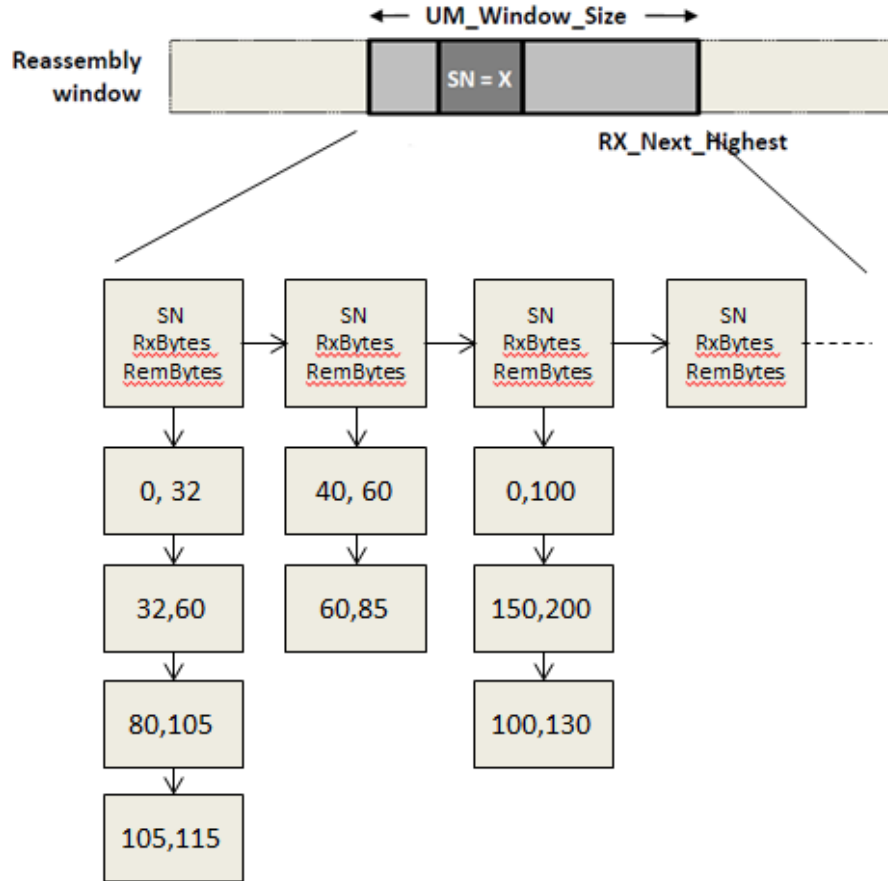 UM_Window_Size
Reassembly
window
SN = X
RX_Next_Highest
SN
RxBytes
RemBytes
SN
RxBytes
RemBytes
SN
RxBytes
RemBytes
SN
RxBytes
RemBytes
0, 32
40, 60
0,100
32,60
60,85
150,200
80,105
100,130
105,115